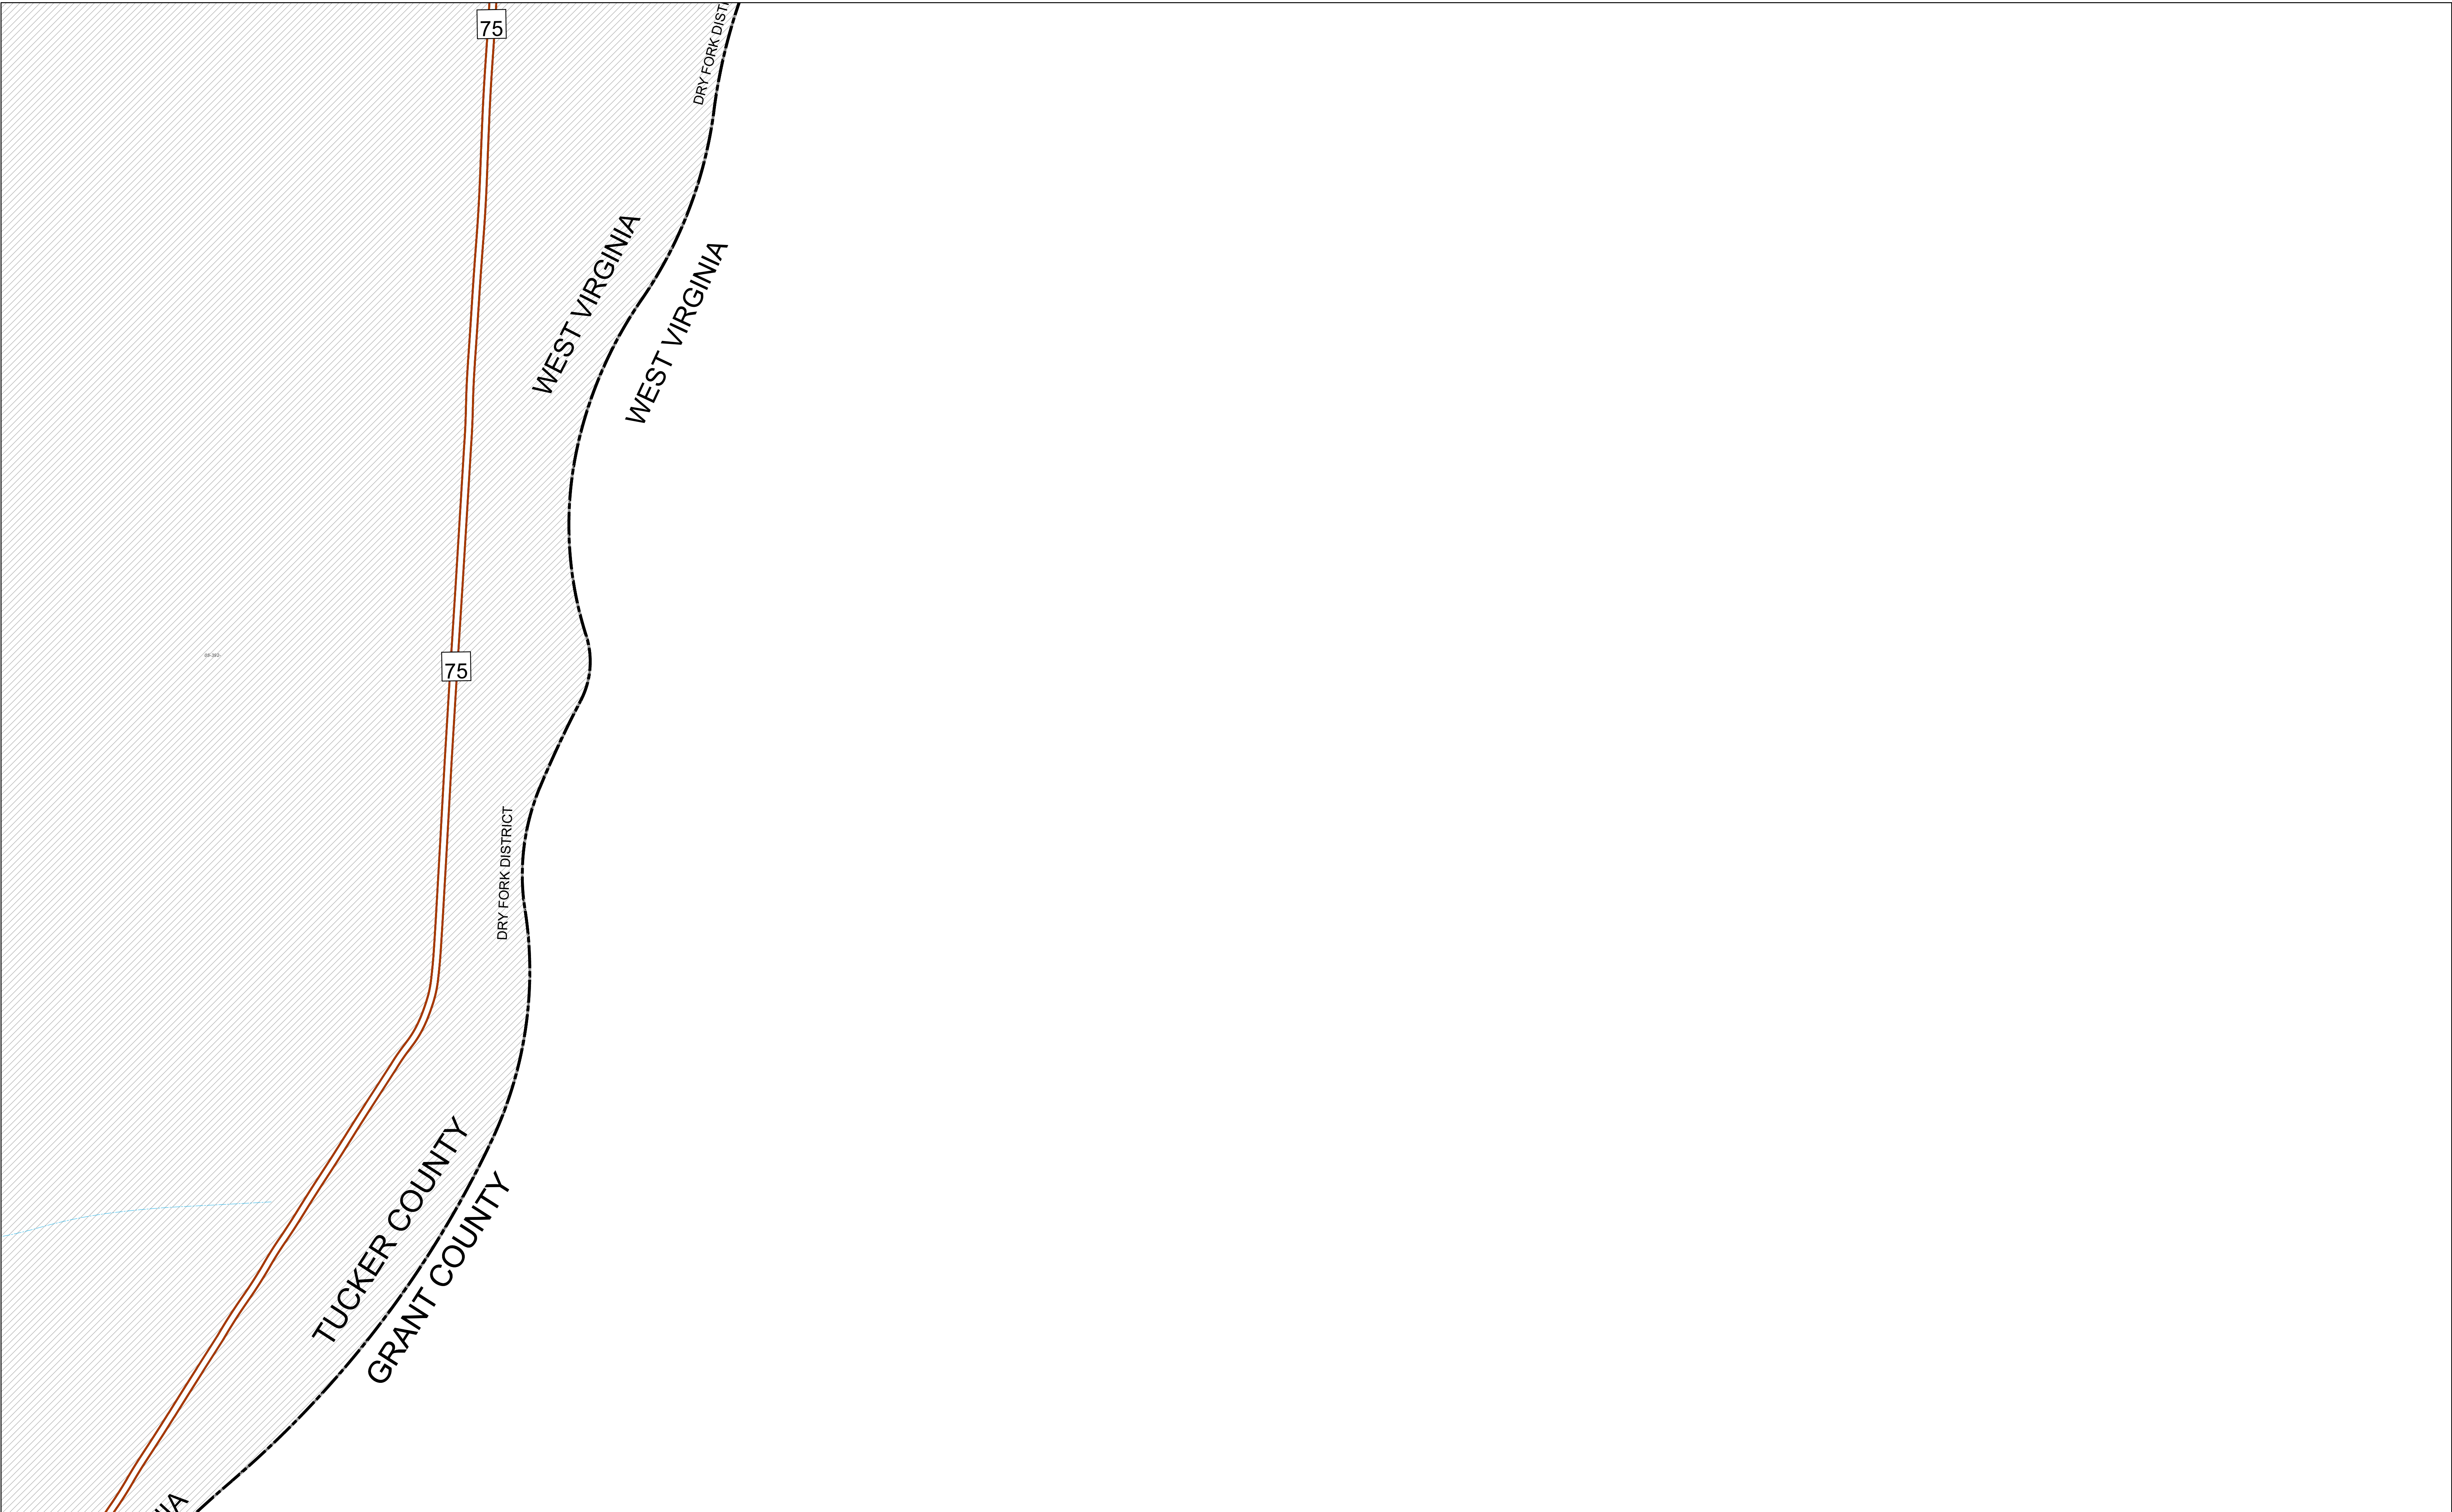 75
DRY FORK DIST
WEST VIRGINIA
WEST VIRGINIA
75
DRY FORK DISTRICT
TUCKER COUNTY
GRANT COUNTY